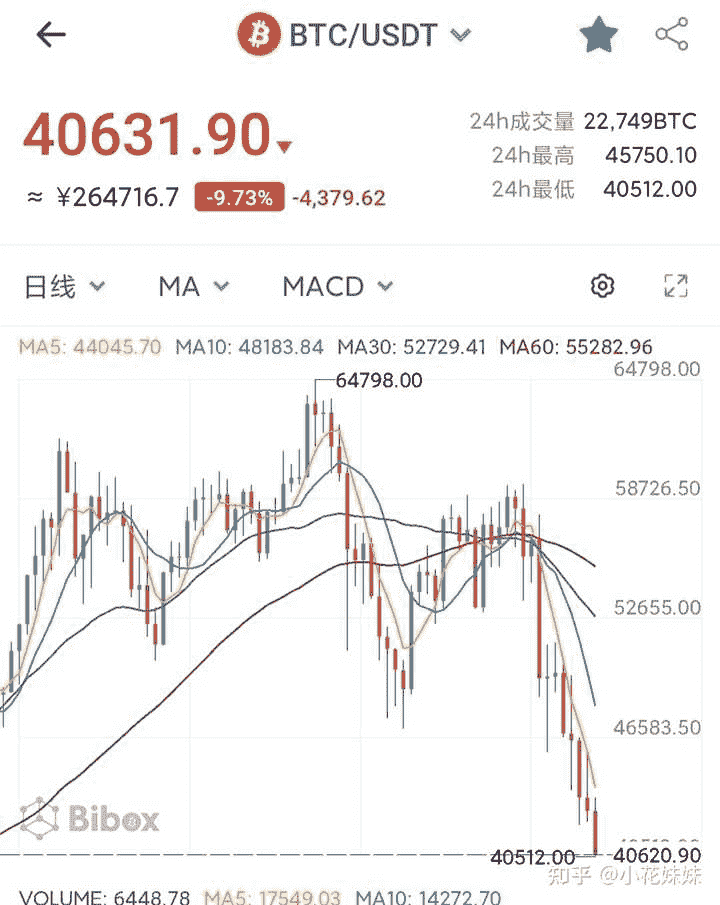 BTC/USDT
40631.90
≈ ¥264716.7 -9.73% -4,379.62
24h成交量 22,749BTC
24h最高 45750.10
24h最低 40512.00
日线 MA MACD
MA5: 44045.70 MA10: 48183.84 MA30: 52729.41 MA60: 55282.96
64798.00
64798.00
58726.50
52655.00
46583.50
Bibox
40512.00
40620.90
知乎 @小花妹妹
VOLUME: 6448.78 MA5: 17549.03 MA10: 14272.70